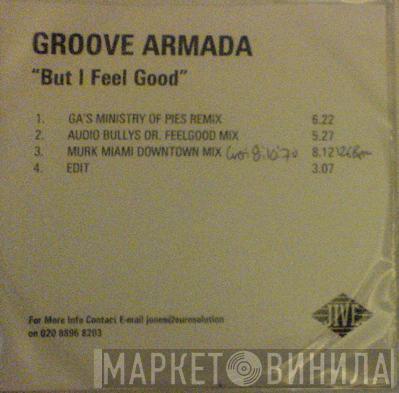 GROOVE ARMADA
"But I Feel Good"
1. GA'S MINISTRY OF PIES REMIX 6.22
2. AUDIO BULLYS DR. FEELGOOD MIX 5.27
3. MURK MIAMI DOWNTOWN MIX 8.12 126Bpm
4. EDIT 3.07
For More Info Contact E-mail jones@eurosolution
on 020 8896 8203
JIVE
МАРКЕТ ВИНИЛА